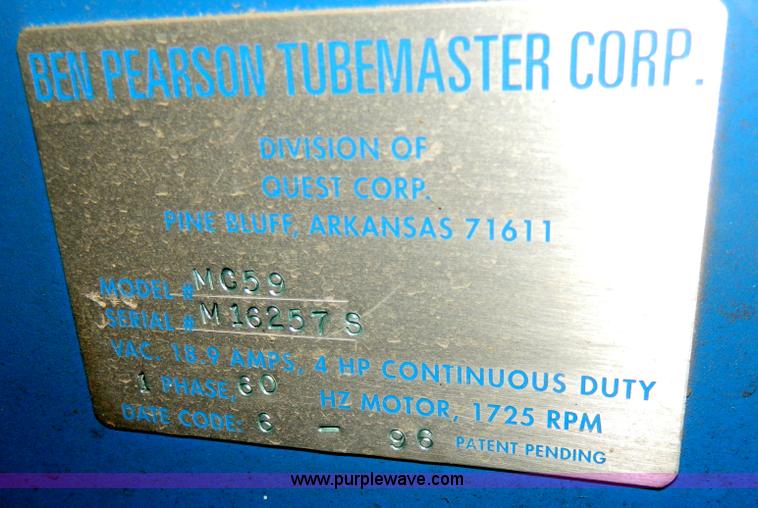 BEN PEARSON TUBEMASTER CORP.
DIVISION OF
QUEST CORP.
PINE BLUFF, ARKANSAS 71611
MODEL # MC59
SERIAL # M16257S
VAC. 18.9 AMPS, 4 HP CONTINUOUS DUTY
1 PHASE, 60 HZ MOTOR, 1725 RPM
DATE CODE: 6 - 96 PATENT PENDING
www.purplewave.com